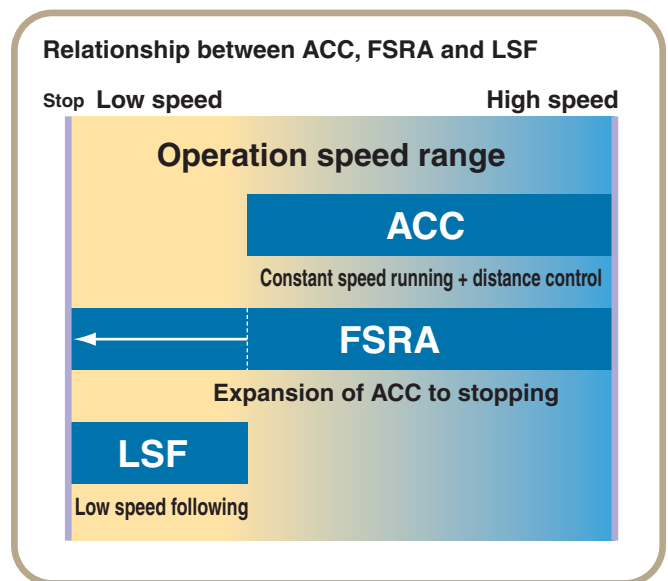 Relationship between ACC, FSRA and LSF
Stop Low speed High speed
Operation speed range
ACC
Constant speed running + distance control
FSRA
Expansion of ACC to stopping
LSF
Low speed following